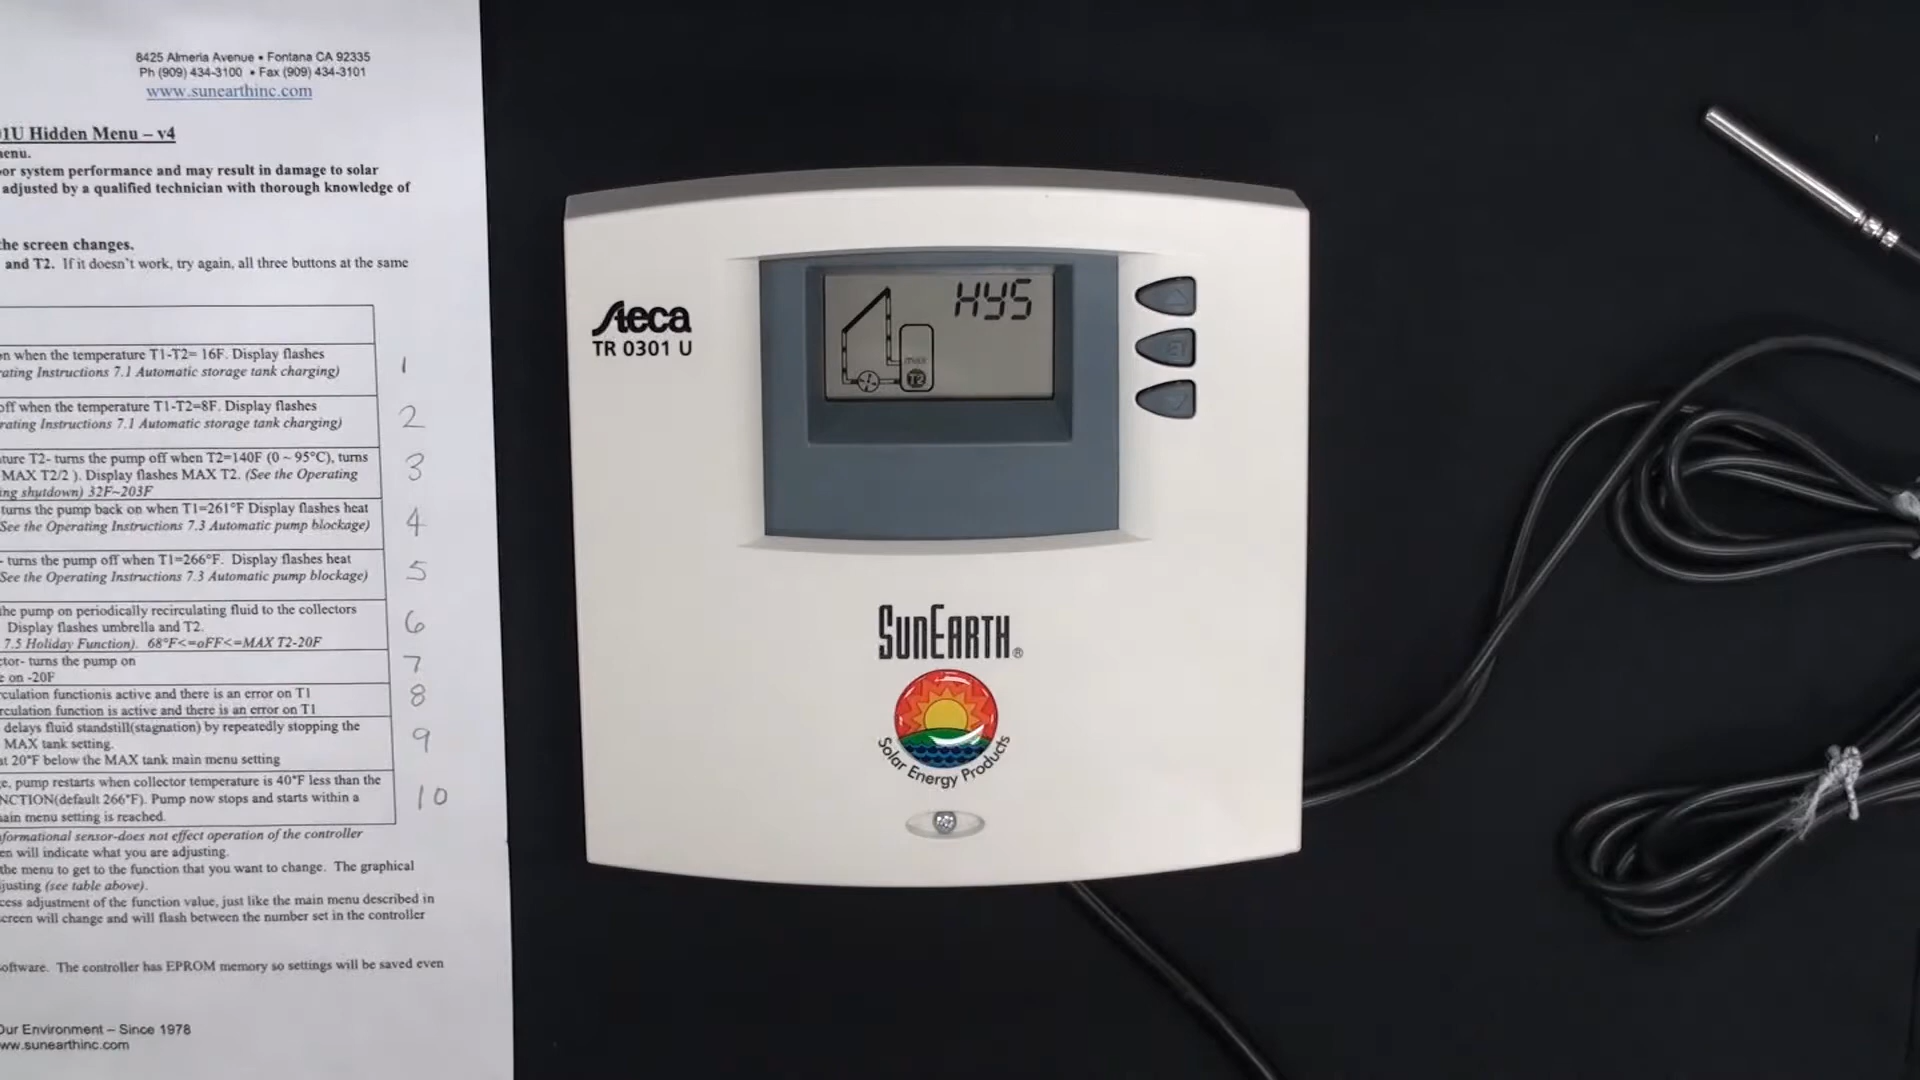 8425 Almeria Avenue • Fontana CA 92335
Ph (909) 434-3100 • Fax (909) 434-3101
www.sunearthinc.com
01U Hidden Menu – v4
enu.
or system performance and may result in damage to solar
adjusted by a qualified technician with thorough knowledge of
he screen changes.
and T2. If it doesn't work, try again, all three buttons at the same
on when the temperature T1-T2= 16F. Display flashes
rating Instructions 7.1 Automatic storage tank charging)
1
off when the temperature T1-T2=8F. Display flashes
rating Instructions 7.1 Automatic storage tank charging)
2
ture T2- turns the pump off when T2=140F (0 ~ 95°C), turns
MAX T2/2 ). Display flashes MAX T2. (See the Operating
ing shutdown) 32F~203F
3
turns the pump back on when T1=261°F Display flashes heat
See the Operating Instructions 7.3 Automatic pump blockage)
4
- turns the pump off when T1=266°F. Display flashes heat
See the Operating Instructions 7.3 Automatic pump blockage)
5
he pump on periodically recirculating fluid to the collectors
Display flashes umbrella and T2.
7.5 Holiday Function). 68°F<=oFF<=MAX T2-20F
6
ctor- turns the pump on
e on -20F
7
rculation functionis active and there is an error on T1
rculation function is active and there is an error on T1
8
delays fluid standstill(stagnation) by repeatedly stopping the
MAX tank setting.
at 20°F below the MAX tank main menu setting
9
e, pump restarts when collector temperature is 40°F less than the
NCTION(default 266°F). Pump now stops and starts within a
ain menu setting is reached.
10
nformational sensor-does not effect operation of the controller
en will indicate what you are adjusting.
the menu to get to the function that you want to change. The graphical
justing (see table above).
cess adjustment of the function value, just like the main menu described in
screen will change and will flash between the number set in the controller
oftware. The controller has EPROM memory so settings will be saved even
Our Environment – Since 1978
ww.sunearthinc.com
Steca
TR 0301 U
HYS
max
T2
SUNEARTH®
Solar Energy Products